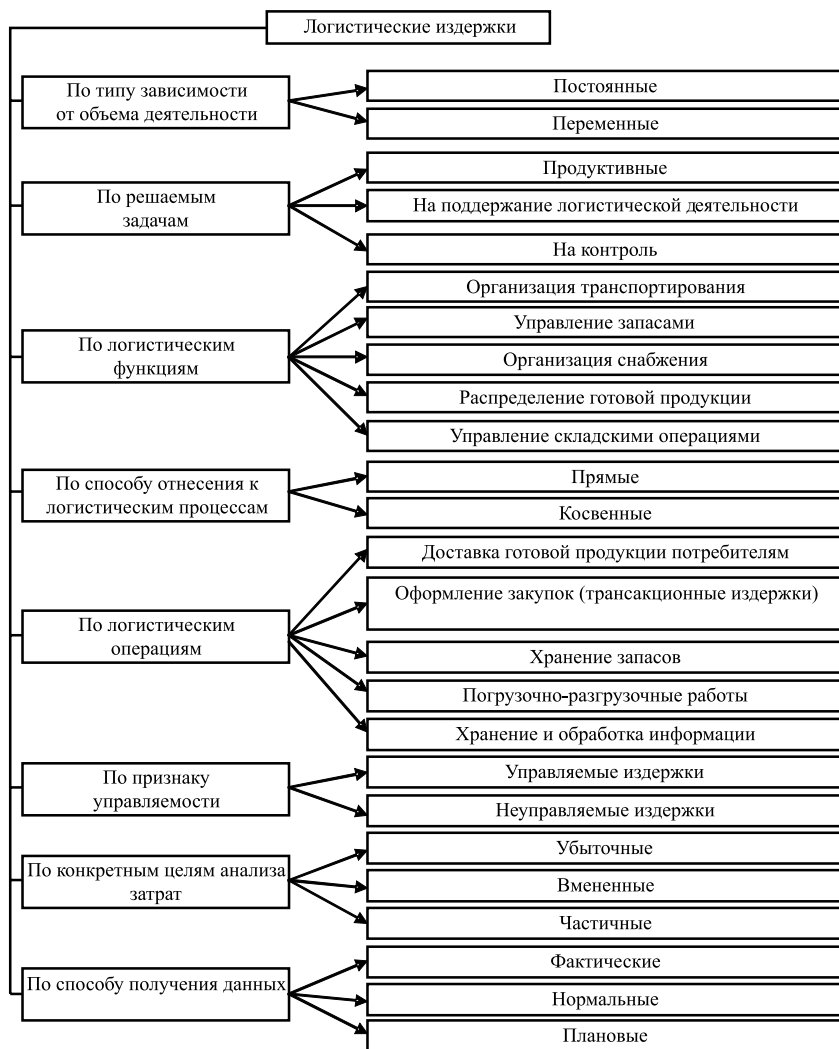 Логистические издержки
По типу зависимости
от объема деятельности
Постоянные
Переменные
По решаемым
задачам
Продуктивные
На поддержание логистической деятельности
На контроль
По логистическим
функциям
Организация транспортирования
Управление запасами
Организация снабжения
Распределение готовой продукции
Управление складскими операциями
По способу отнесения к
логистическим процессам
Прямые
Косвенные
По логистическим
операциям
Доставка готовой продукции потребителям
Оформление закупок (трансакционные издержки)
Хранение запасов
Погрузочно-разгрузочные работы
Хранение и обработка информации
По признаку
управляемости
Управляемые издержки
Неуправляемые издержки
По конкретным целям анализа
затрат
Убыточные
Вмененные
Частичные
По способу получения данных
Фактические
Нормальные
Плановые